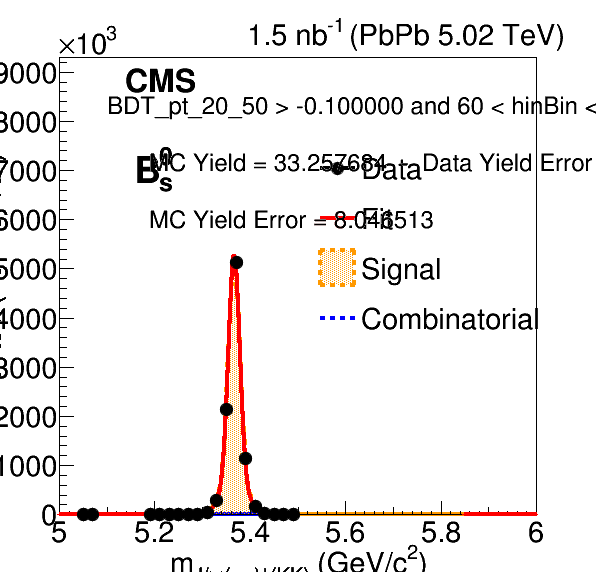 ×10³
1.5 nb⁻¹ (PbPb 5.02 TeV)
CMS
BDT_pt_20_50 > -0.100000 and 60 < hinBin <
B⁰s
MC Yield = 33.257684
Data Yield Error
Data
MC Yield Error = 8.046513
Fit
Signal
Combinatorial
9000
8000
7000
6000
5000
4000
3000
2000
1000
0
5
5.2
5.4
5.6
5.8
6
(GeV/c²)